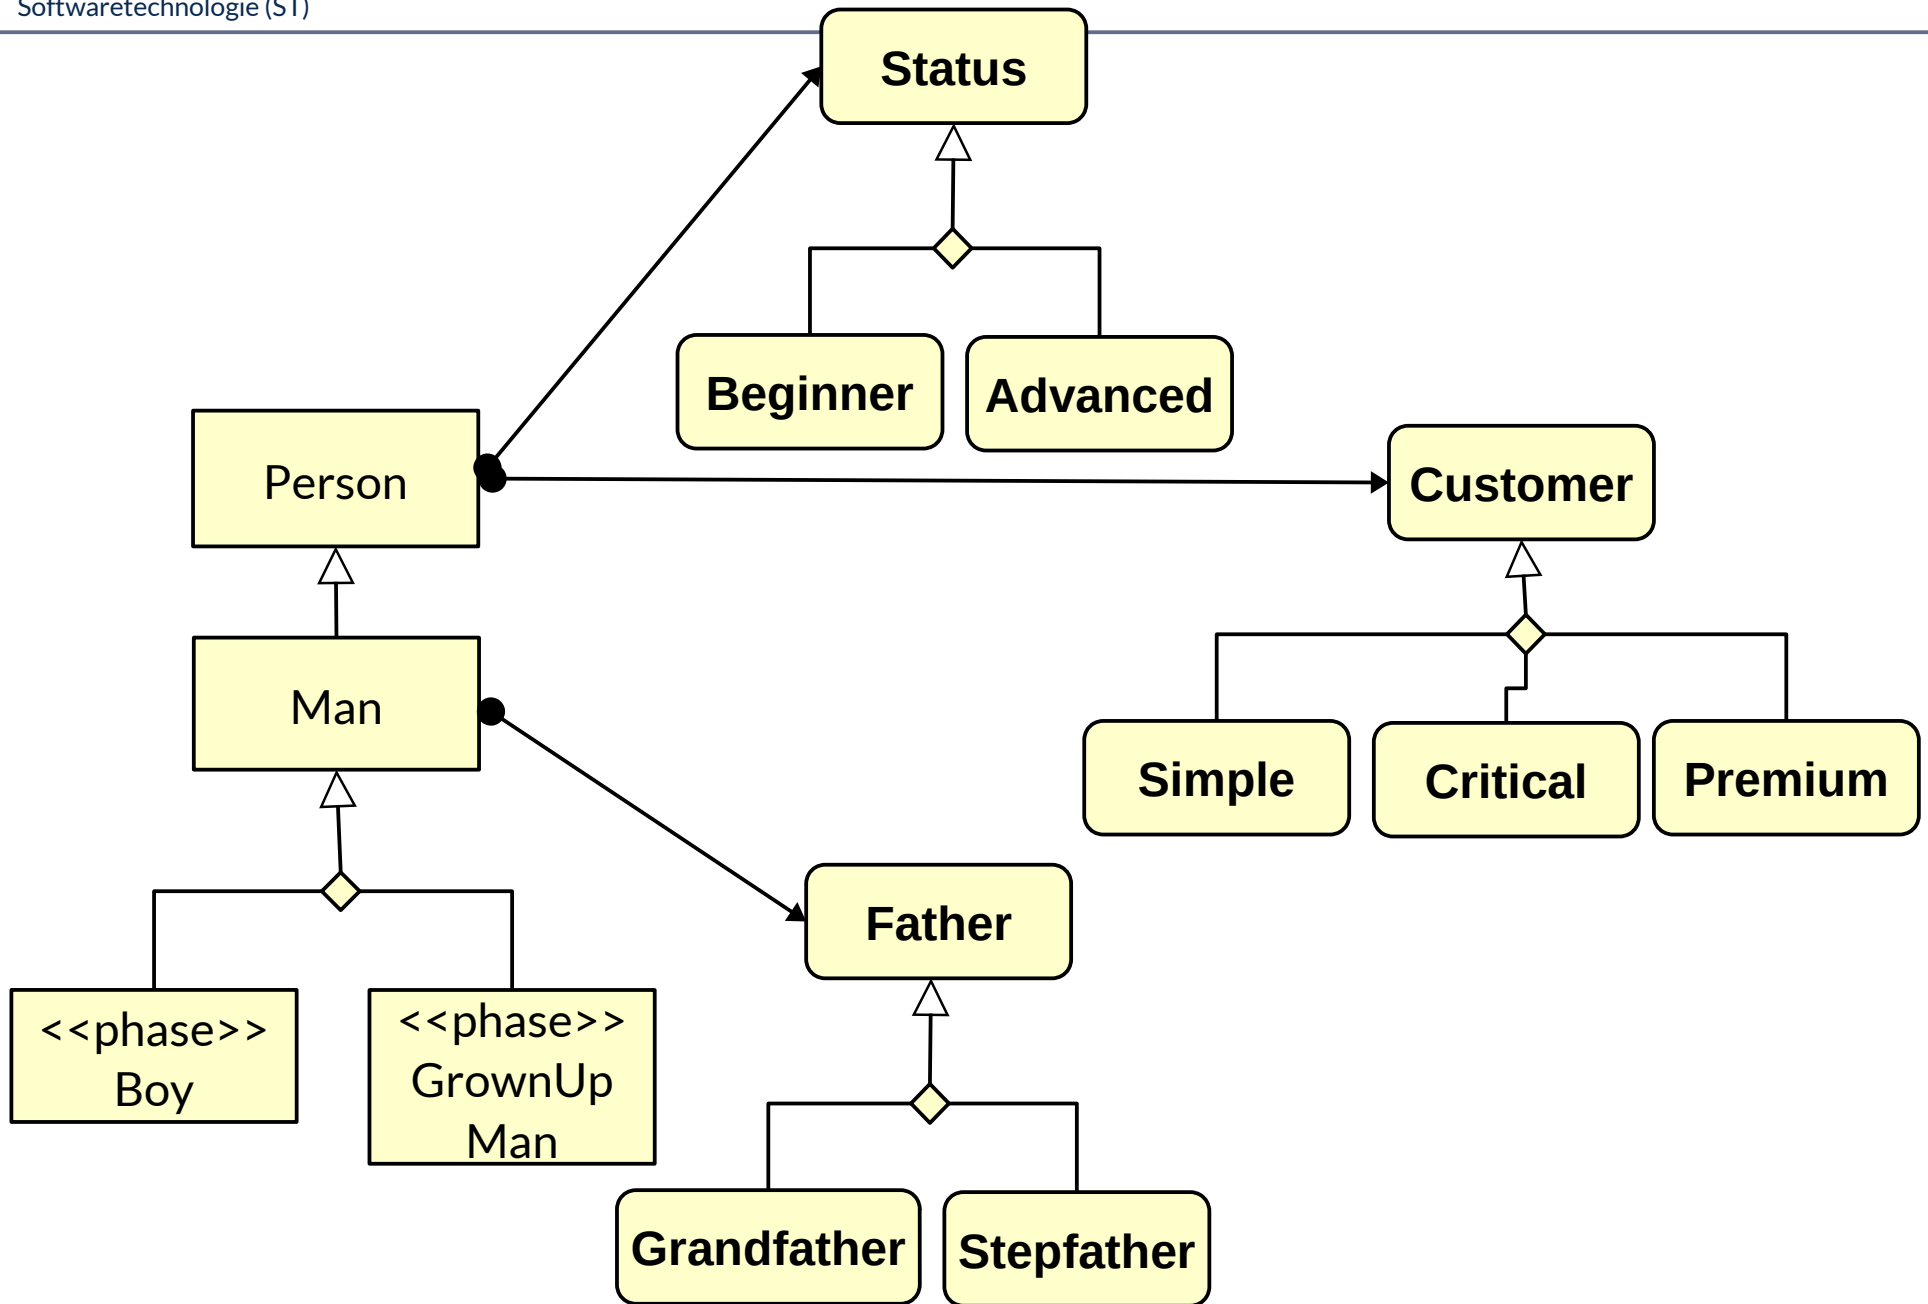 Softwaretechnologie (ST)
Status
Beginner
Advanced
Person
Customer
Man
Simple
Critical
Premium
Father
<<phase>>
Boy
<<phase>>
GrownUp
Man
Grandfather
Stepfather